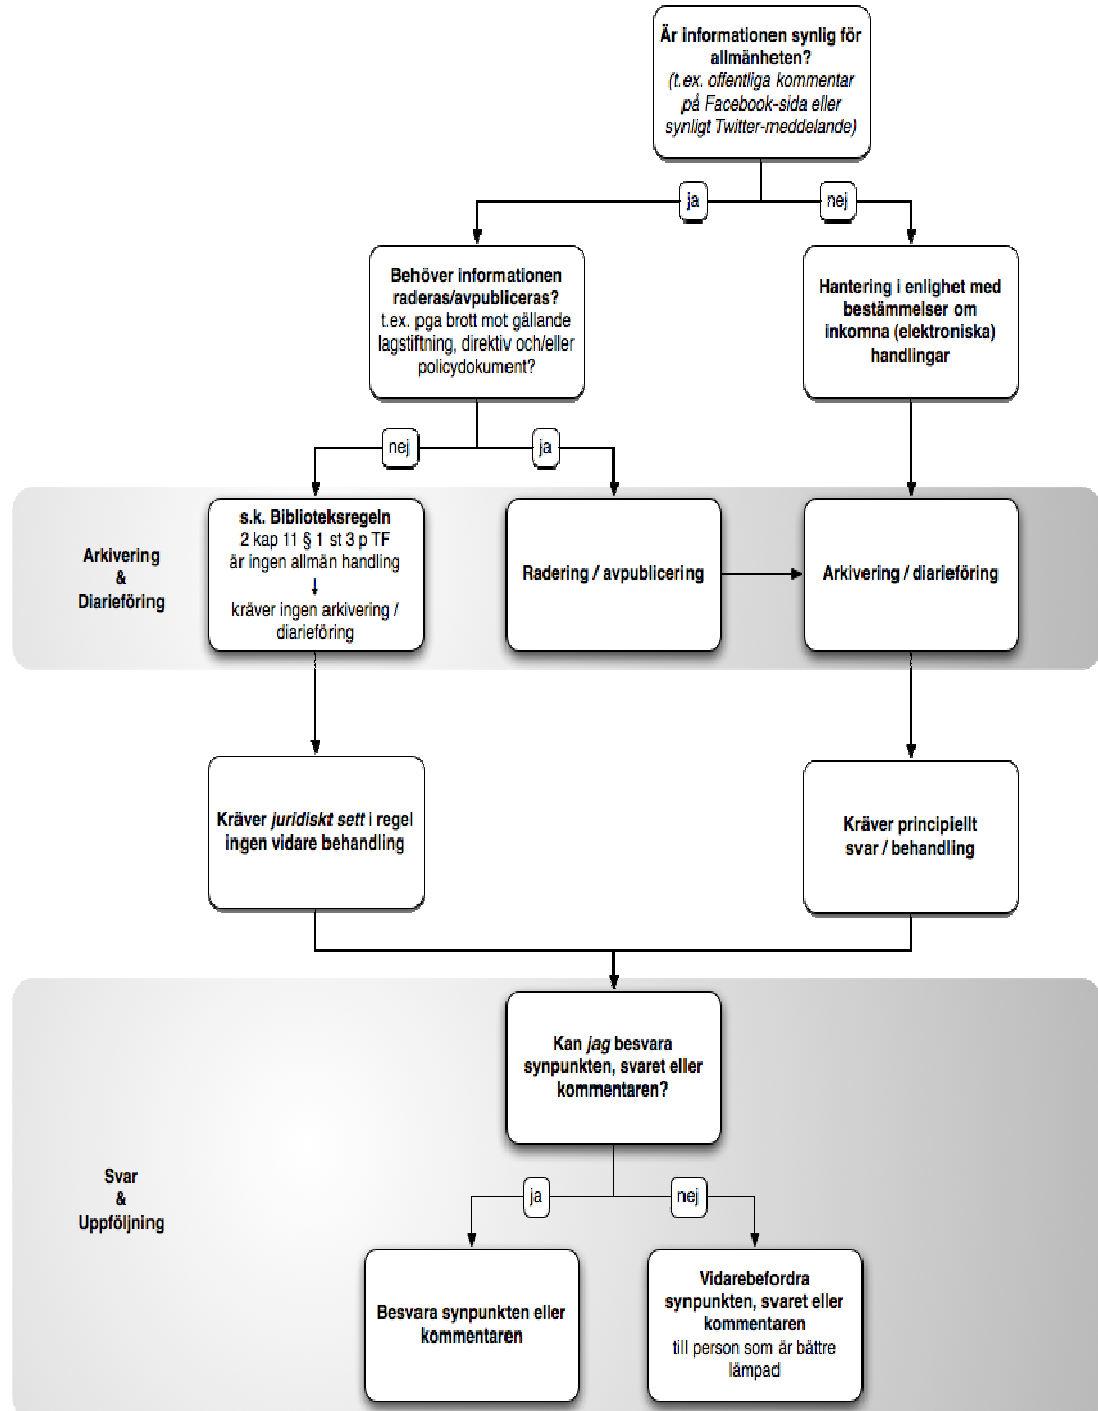 Är informationen synlig för
allmänheten?
(t.ex. offentliga kommentar
på Facebook-sida eller
synligt Twitter-meddelande)
ja
nej
Behöver informationen
raderas/avpubliceras?
t.ex. pga brott mot gällande
lagstiftning, direktiv och/eller
policydokument?
Hantering i enlighet med
bestämmelser om
inkomna (elektroniska)
handlingar
nej
ja
Arkivering
&
Diarieföring
s.k. Biblioteksregeln
2 kap 11 § 1 st 3 p TF
är ingen allmän handling
kräver ingen arkivering /
diarieföring
Radering / avpublicering
Arkivering / diarieföring
Kräver juridiskt sett i regel
ingen vidare behandling
Kräver principiellt
svar / behandling
Kan jag besvara
synpunkten, svaret eller
kommentaren?
Svar
&
Uppföljning
ja
nej
Besvara synpunkten eller
kommentaren
Vidarebefordra
synpunkten, svaret eller
kommentaren
till person som är bättre
lämpad